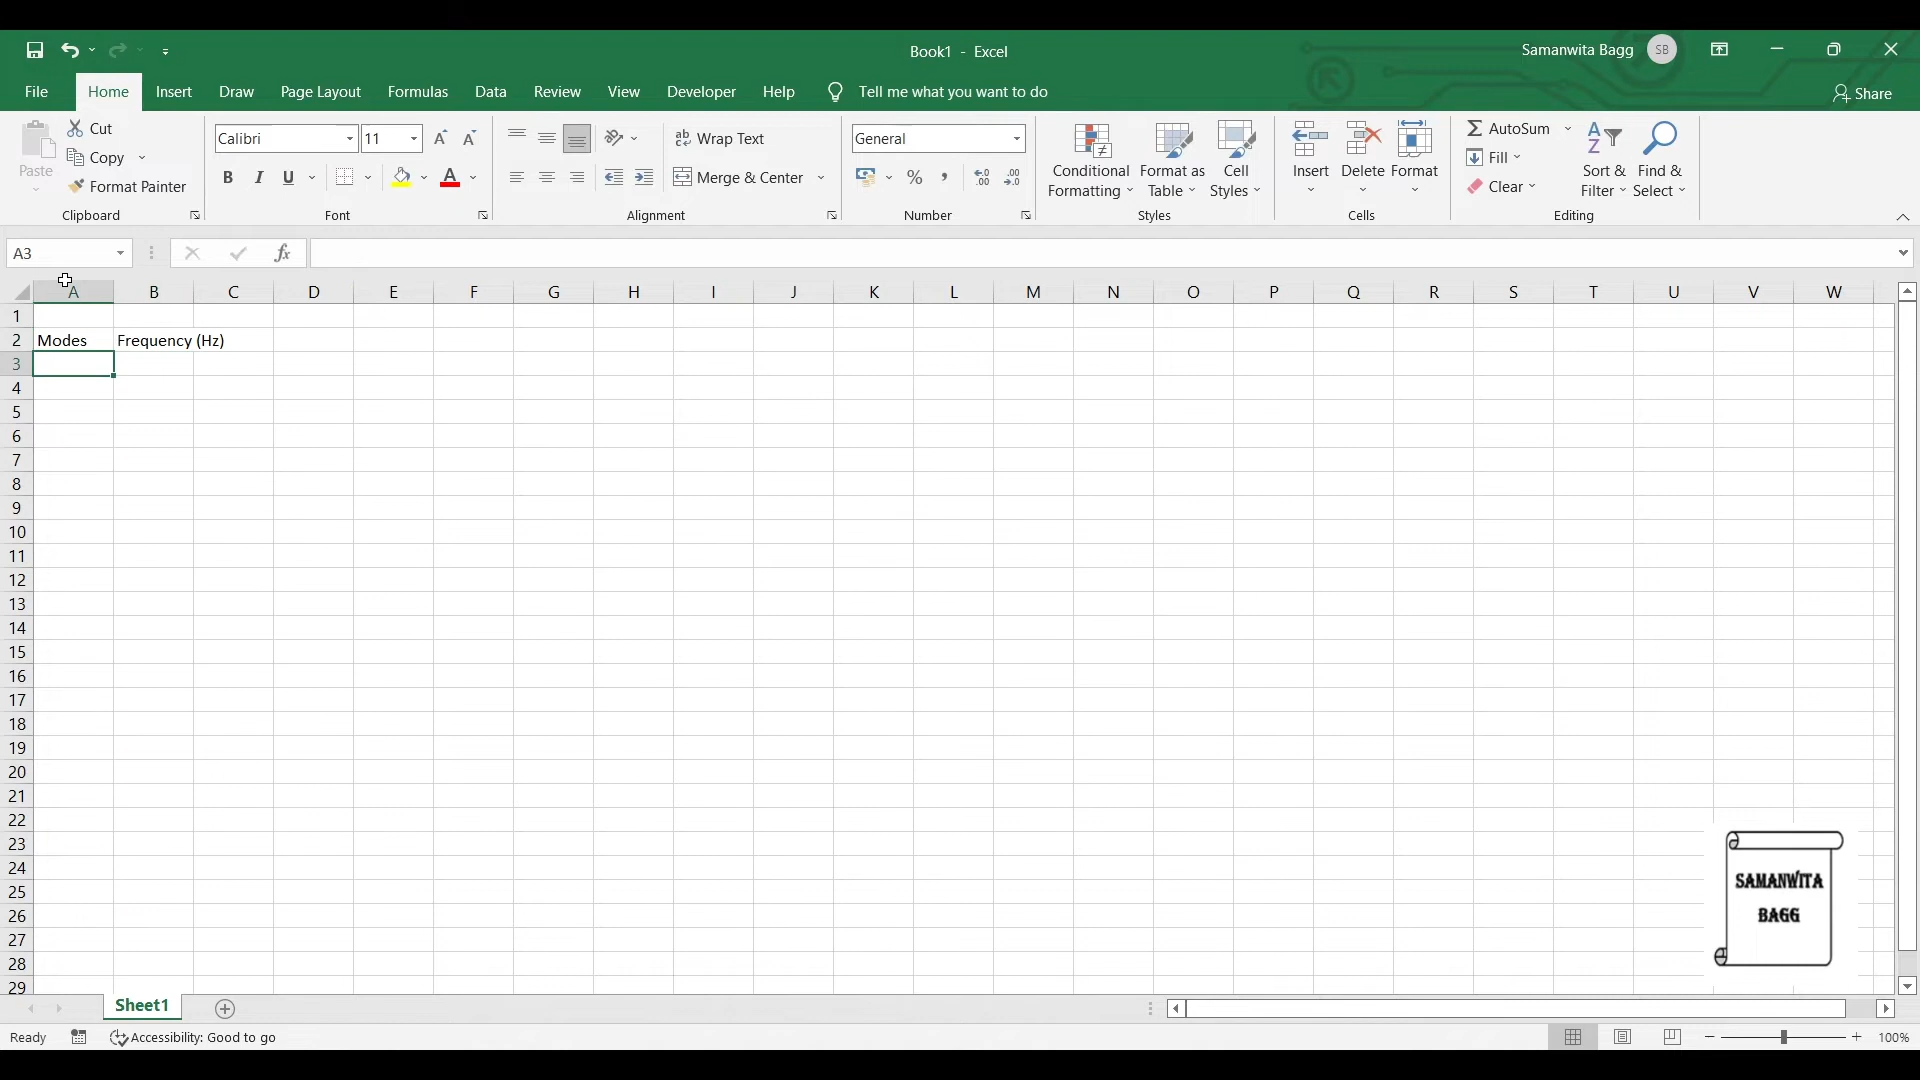 Book1 - Excel
Samanwita Bagg
SB
File Home Insert Draw Page Layout Formulas Data Review View Developer Help Tell me what you want to do
Share
Paste
Cut
Copy
Format Painter
Clipboard
Calibri 11
B I U A
Font
Wrap Text
Merge & Center
Alignment
General
% ,
Number
Conditional Formatting
Format as Table
Cell Styles
Styles
Insert Delete Format
Cells
AutoSum
Fill
Clear
Sort & Filter
Find & Select
Editing
A3
fx
A B C D E F G H I J K L M N O P Q R S T U V W
1
2 Modes Frequency (Hz)
3
4
5
6
7
8
9
10
11
12
13
14
15
16
17
18
19
20
21
22
23
24
25
26
27
28
29
SAMANWITA
BAGG
Sheet1
Ready
Accessibility: Good to go
100%